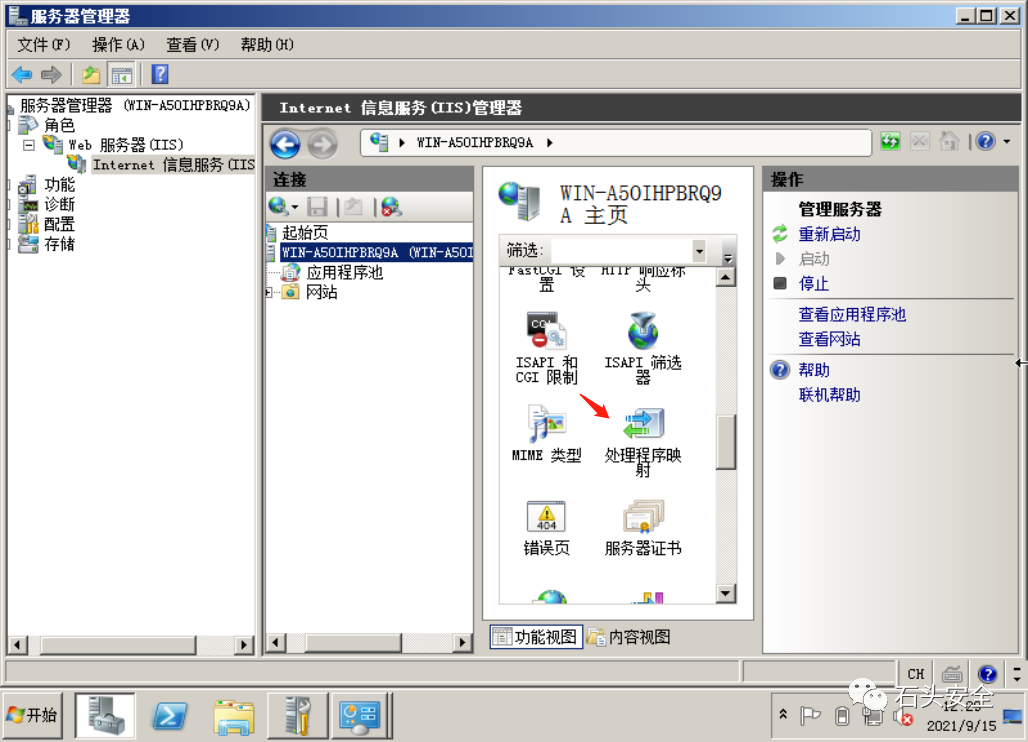 服务器管理器
文件(F) 操作(A) 查看(V) 帮助(H)
服务器管理器 (WIN-A5OIHPBRQ9A)
角色
Web 服务器(IIS)
Internet 信息服务(IIS
功能
诊断
配置
存储
Internet 信息服务(IIS)管理器
WIN-A5OIHPBRQ9A
连接
起始页
WIN-A5OIHPBRQ9A (WIN-A5OI
应用程序池
网站
WIN-A5OIHPBRQ9
A 主页
筛选:
FastCGI 设
置
HTTP 响应标
头
CGI
ISAPI 和
CGI 限制
ISAPI 筛选
器
MIME 类型
处理程序映
射
404
错误页
服务器证书
功能视图
内容视图
操作
管理服务器
重新启动
启动
停止
查看应用程序池
查看网站
帮助
联机帮助
CH
开始
石头安全
12:29
2021/9/15